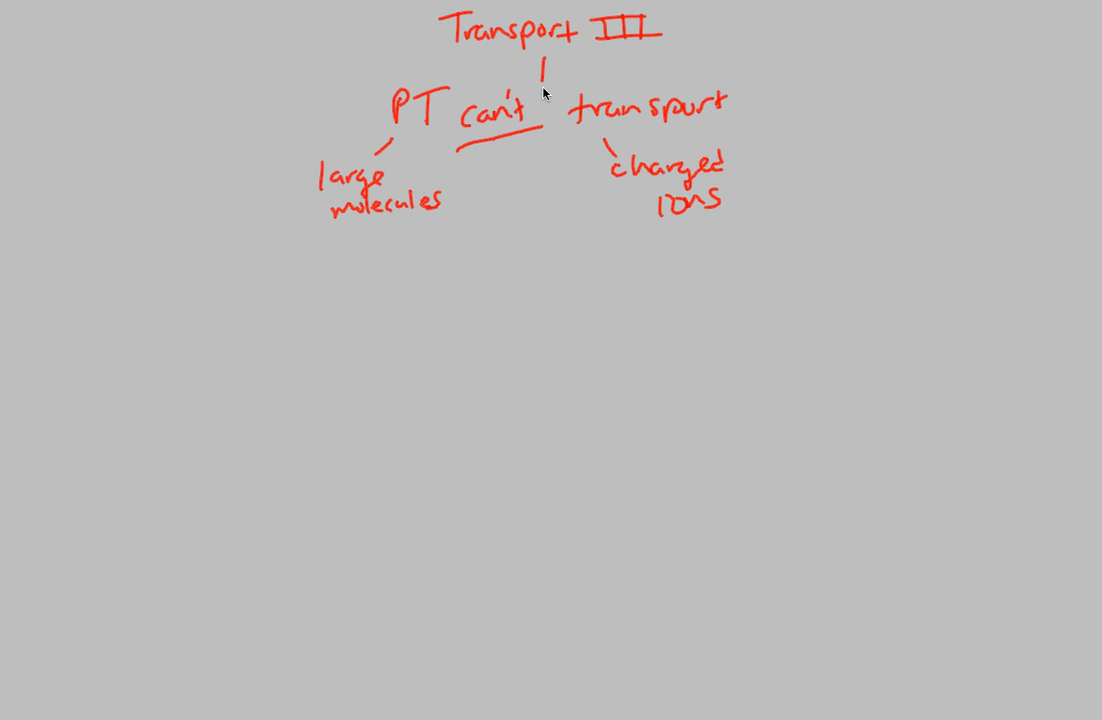 Transport III
PT can't transport
large
molecules
charged
ions